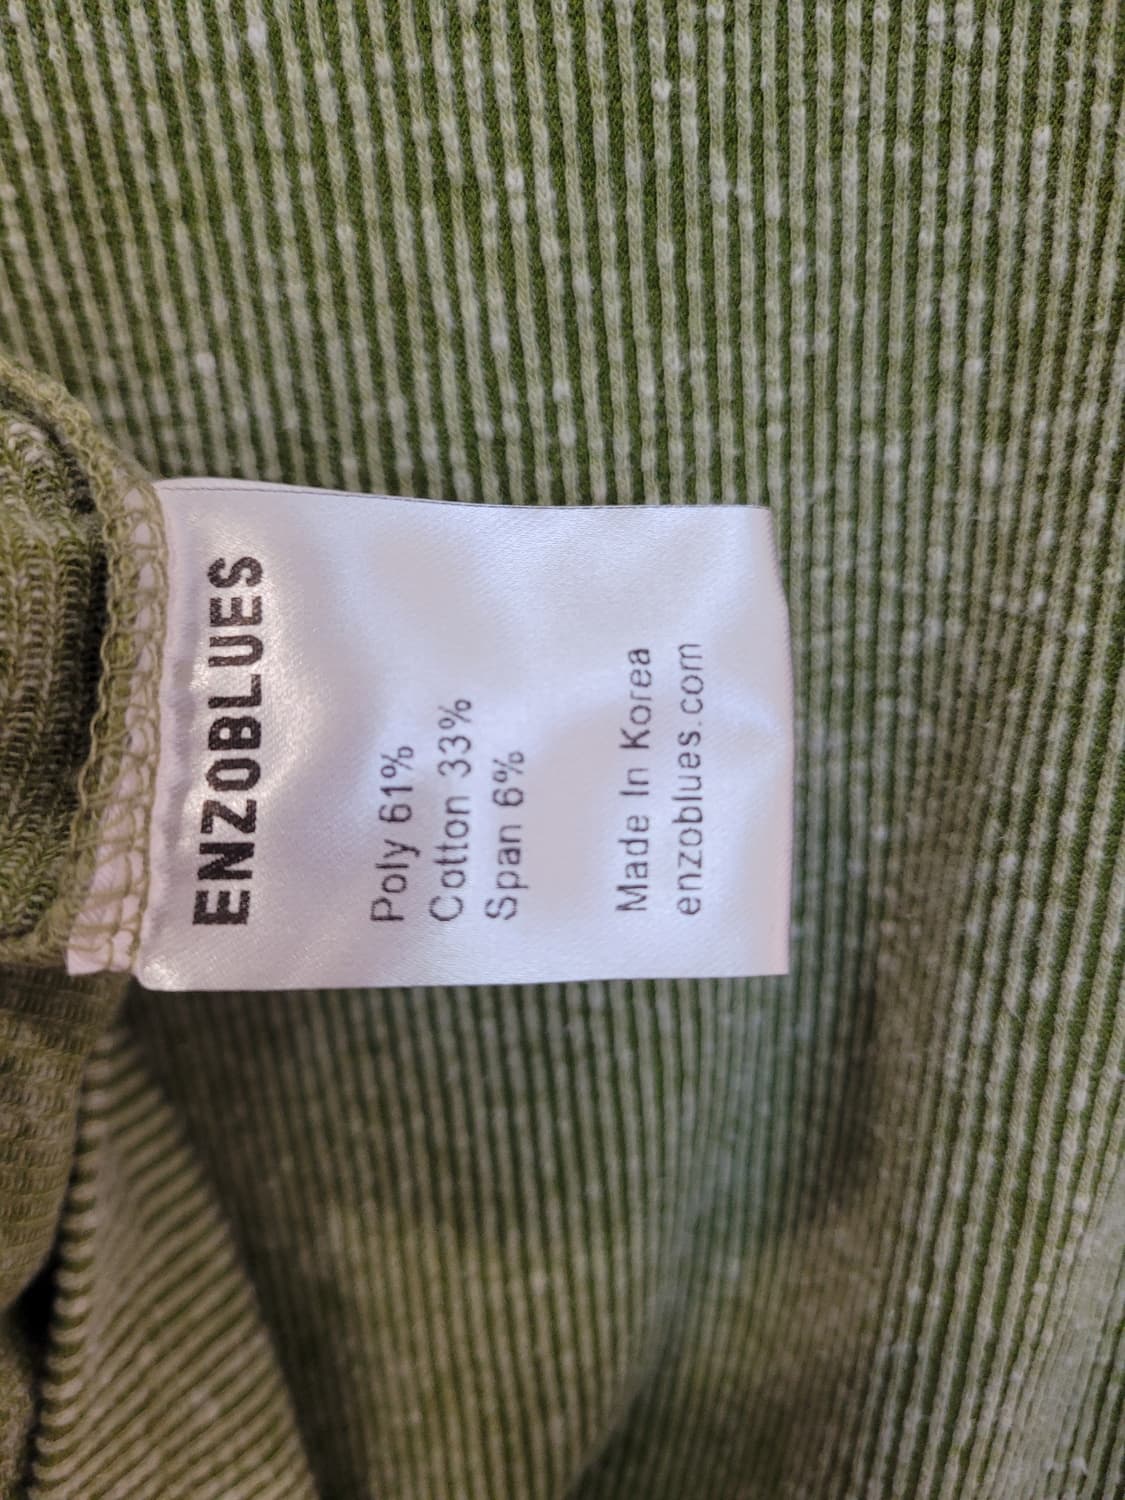 ENZOBLUES
Poly 61%
Cotton 33%
Span 6%
Made In Korea
enzoblues.com